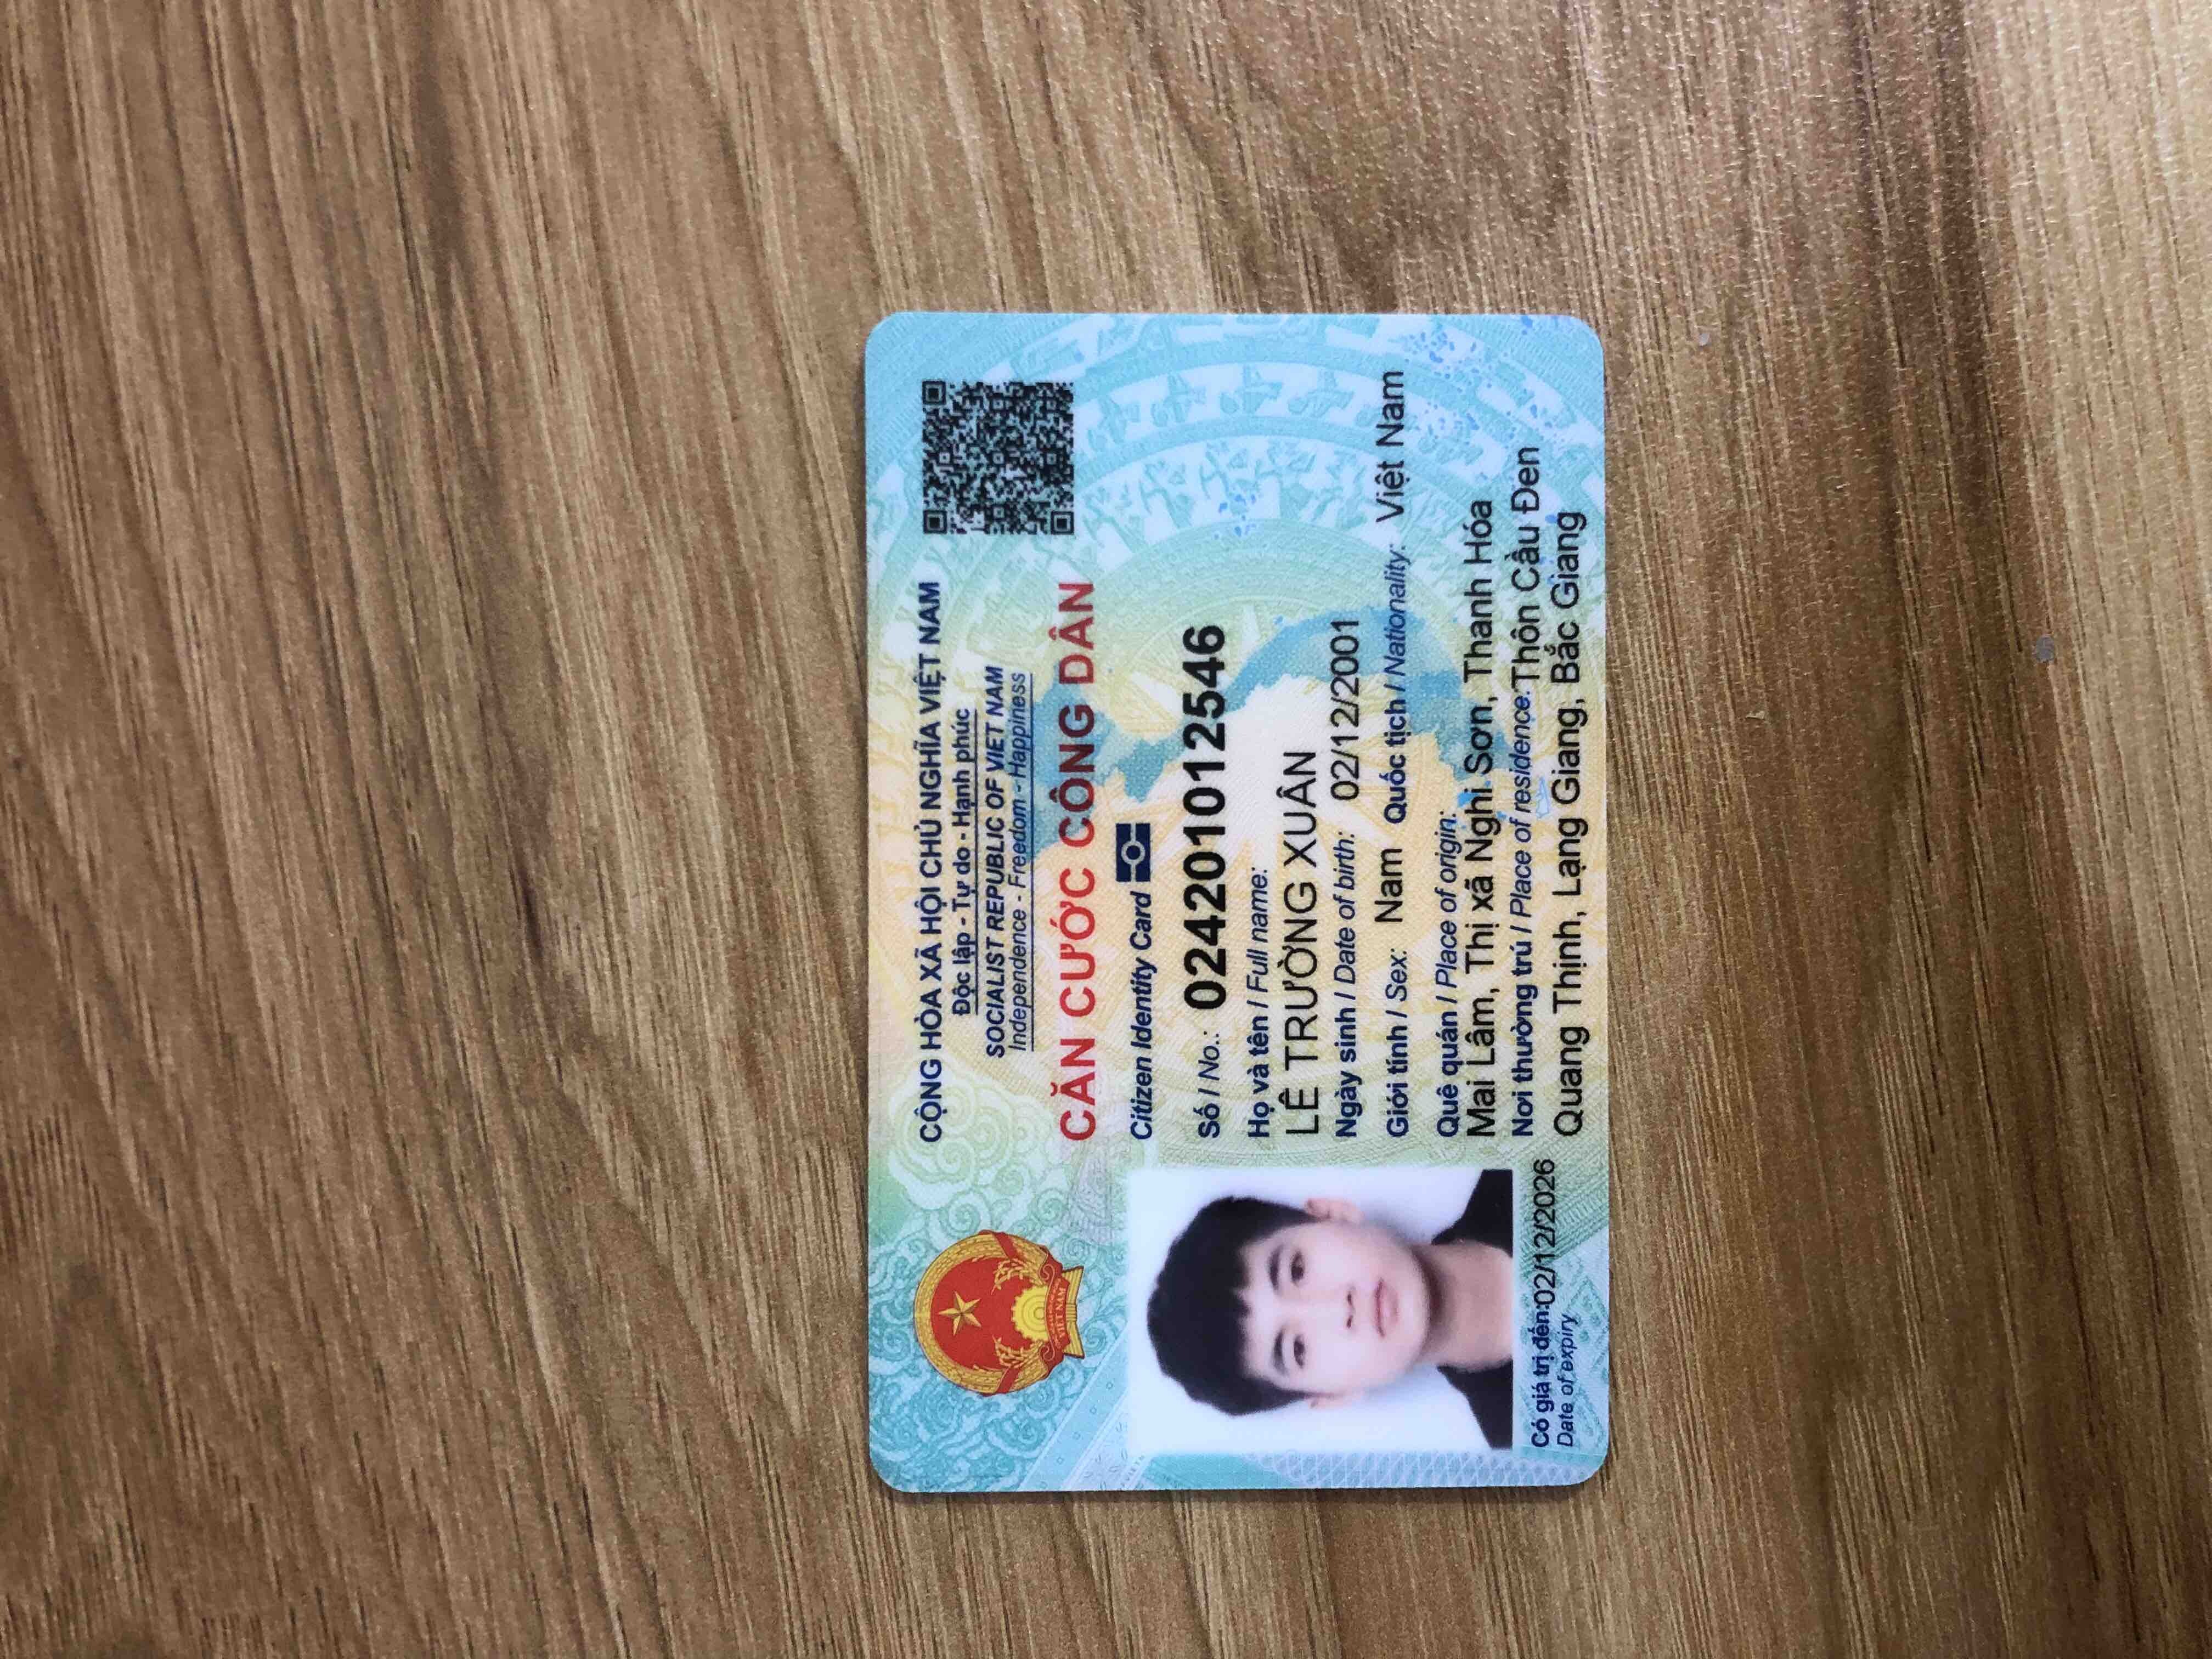 CỘNG HÒA XÃ HỘI CHỦ NGHĨA VIỆT NAM
Độc lập - Tự do - Hạnh phúc
SOCIALIST REPUBLIC OF VIET NAM
Independence - Freedom - Happiness
CĂN CƯỚC CÔNG DÂN
Citizen Identity Card
Số / No.: 024201012546
Họ và tên / Full name:
LÊ TRƯỜNG XUÂN
Ngày sinh / Date of birth: 02/12/2001
Giới tính / Sex: Nam Quốc tịch / Nationality: Việt Nam
Quê quán / Place of origin:
Mai Lâm, Thị xã Nghi Sơn, Thanh Hóa
Nơi thường trú / Place of residence: Thôn Cầu Đen
Quang Thịnh, Lạng Giang, Bắc Giang
Có giá trị đến: 02/12/2026
Date of expiry
VIỆT NAM